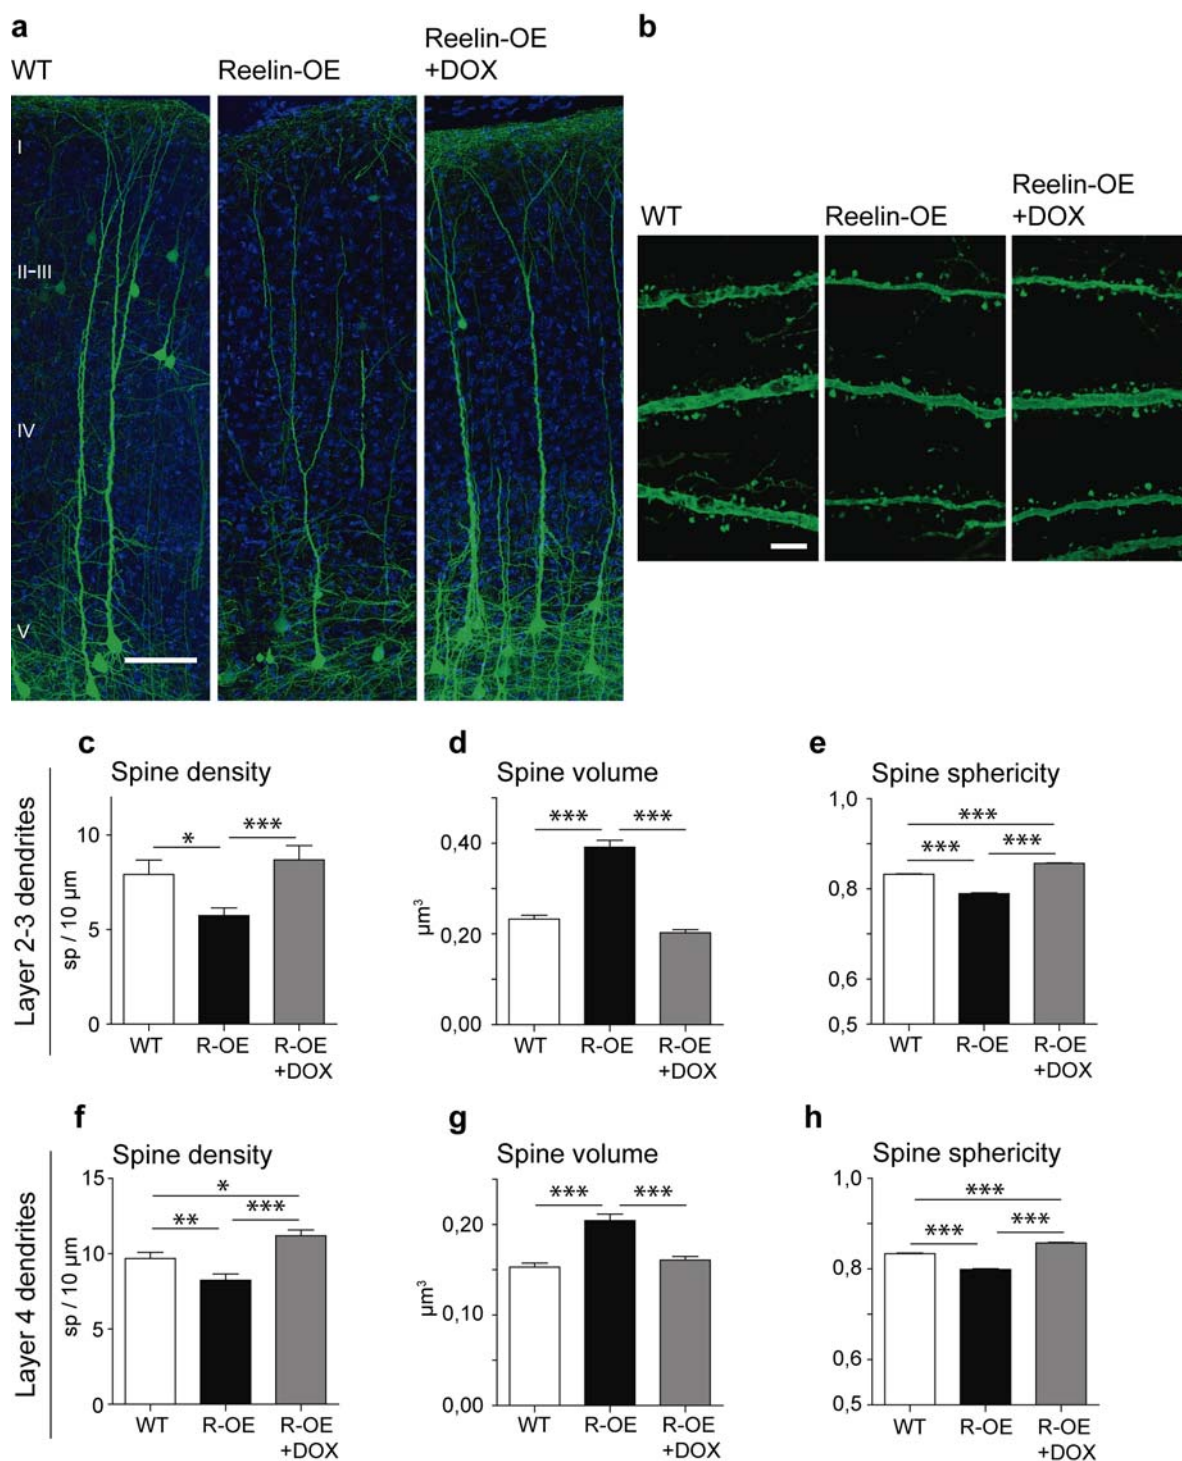 a
WT
Reelin-OE
Reelin-OE
+DOX
I
II-III
IV
V
b
WT
Reelin-OE
Reelin-OE
+DOX
Layer 2-3 dendrites
c
Spine density
sp / 10 µm
10
5
0
*
***
WT
R-OE
R-OE
+DOX
d
Spine volume
µm³
0,40
0,20
0,00
***
***
WT
R-OE
R-OE
+DOX
e
Spine sphericity
1,0
0,8
0,6
0,5
***
***
***
WT
R-OE
R-OE
+DOX
Layer 4 dendrites
f
Spine density
sp / 10 µm
15
10
5
0
*
**
***
WT
R-OE
R-OE
+DOX
g
Spine volume
µm³
0,20
0,10
0,00
***
***
WT
R-OE
R-OE
+DOX
h
Spine sphericity
1,0
0,8
0,6
0,5
***
***
***
WT
R-OE
R-OE
+DOX